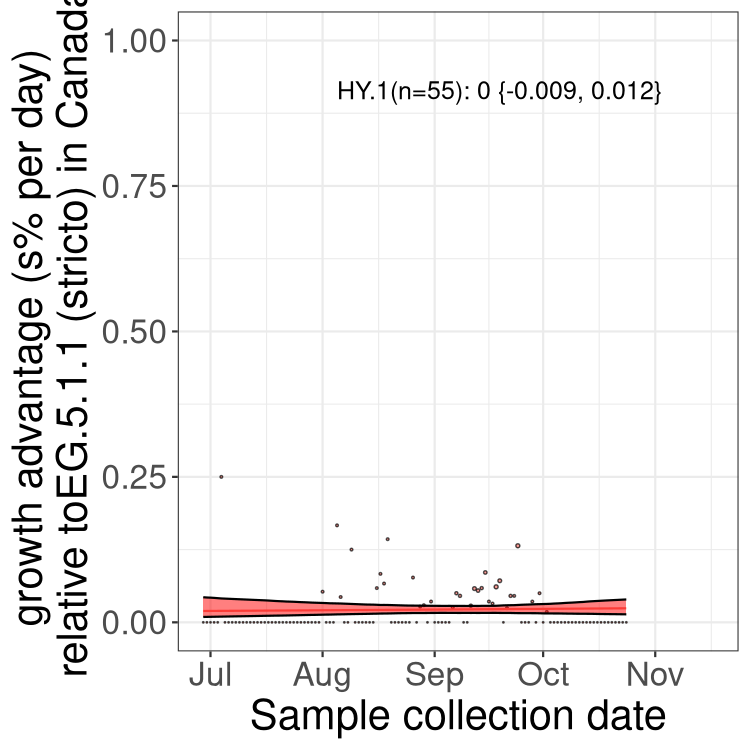 growth advantage (s% per day)
relative toEG.5.1.1 (stricto) in Canada
1.00
0.75
0.50
0.25
0.00
HY.1(n=55): 0 {-0.009, 0.012}
Jul Aug Sep Oct Nov
Sample collection date